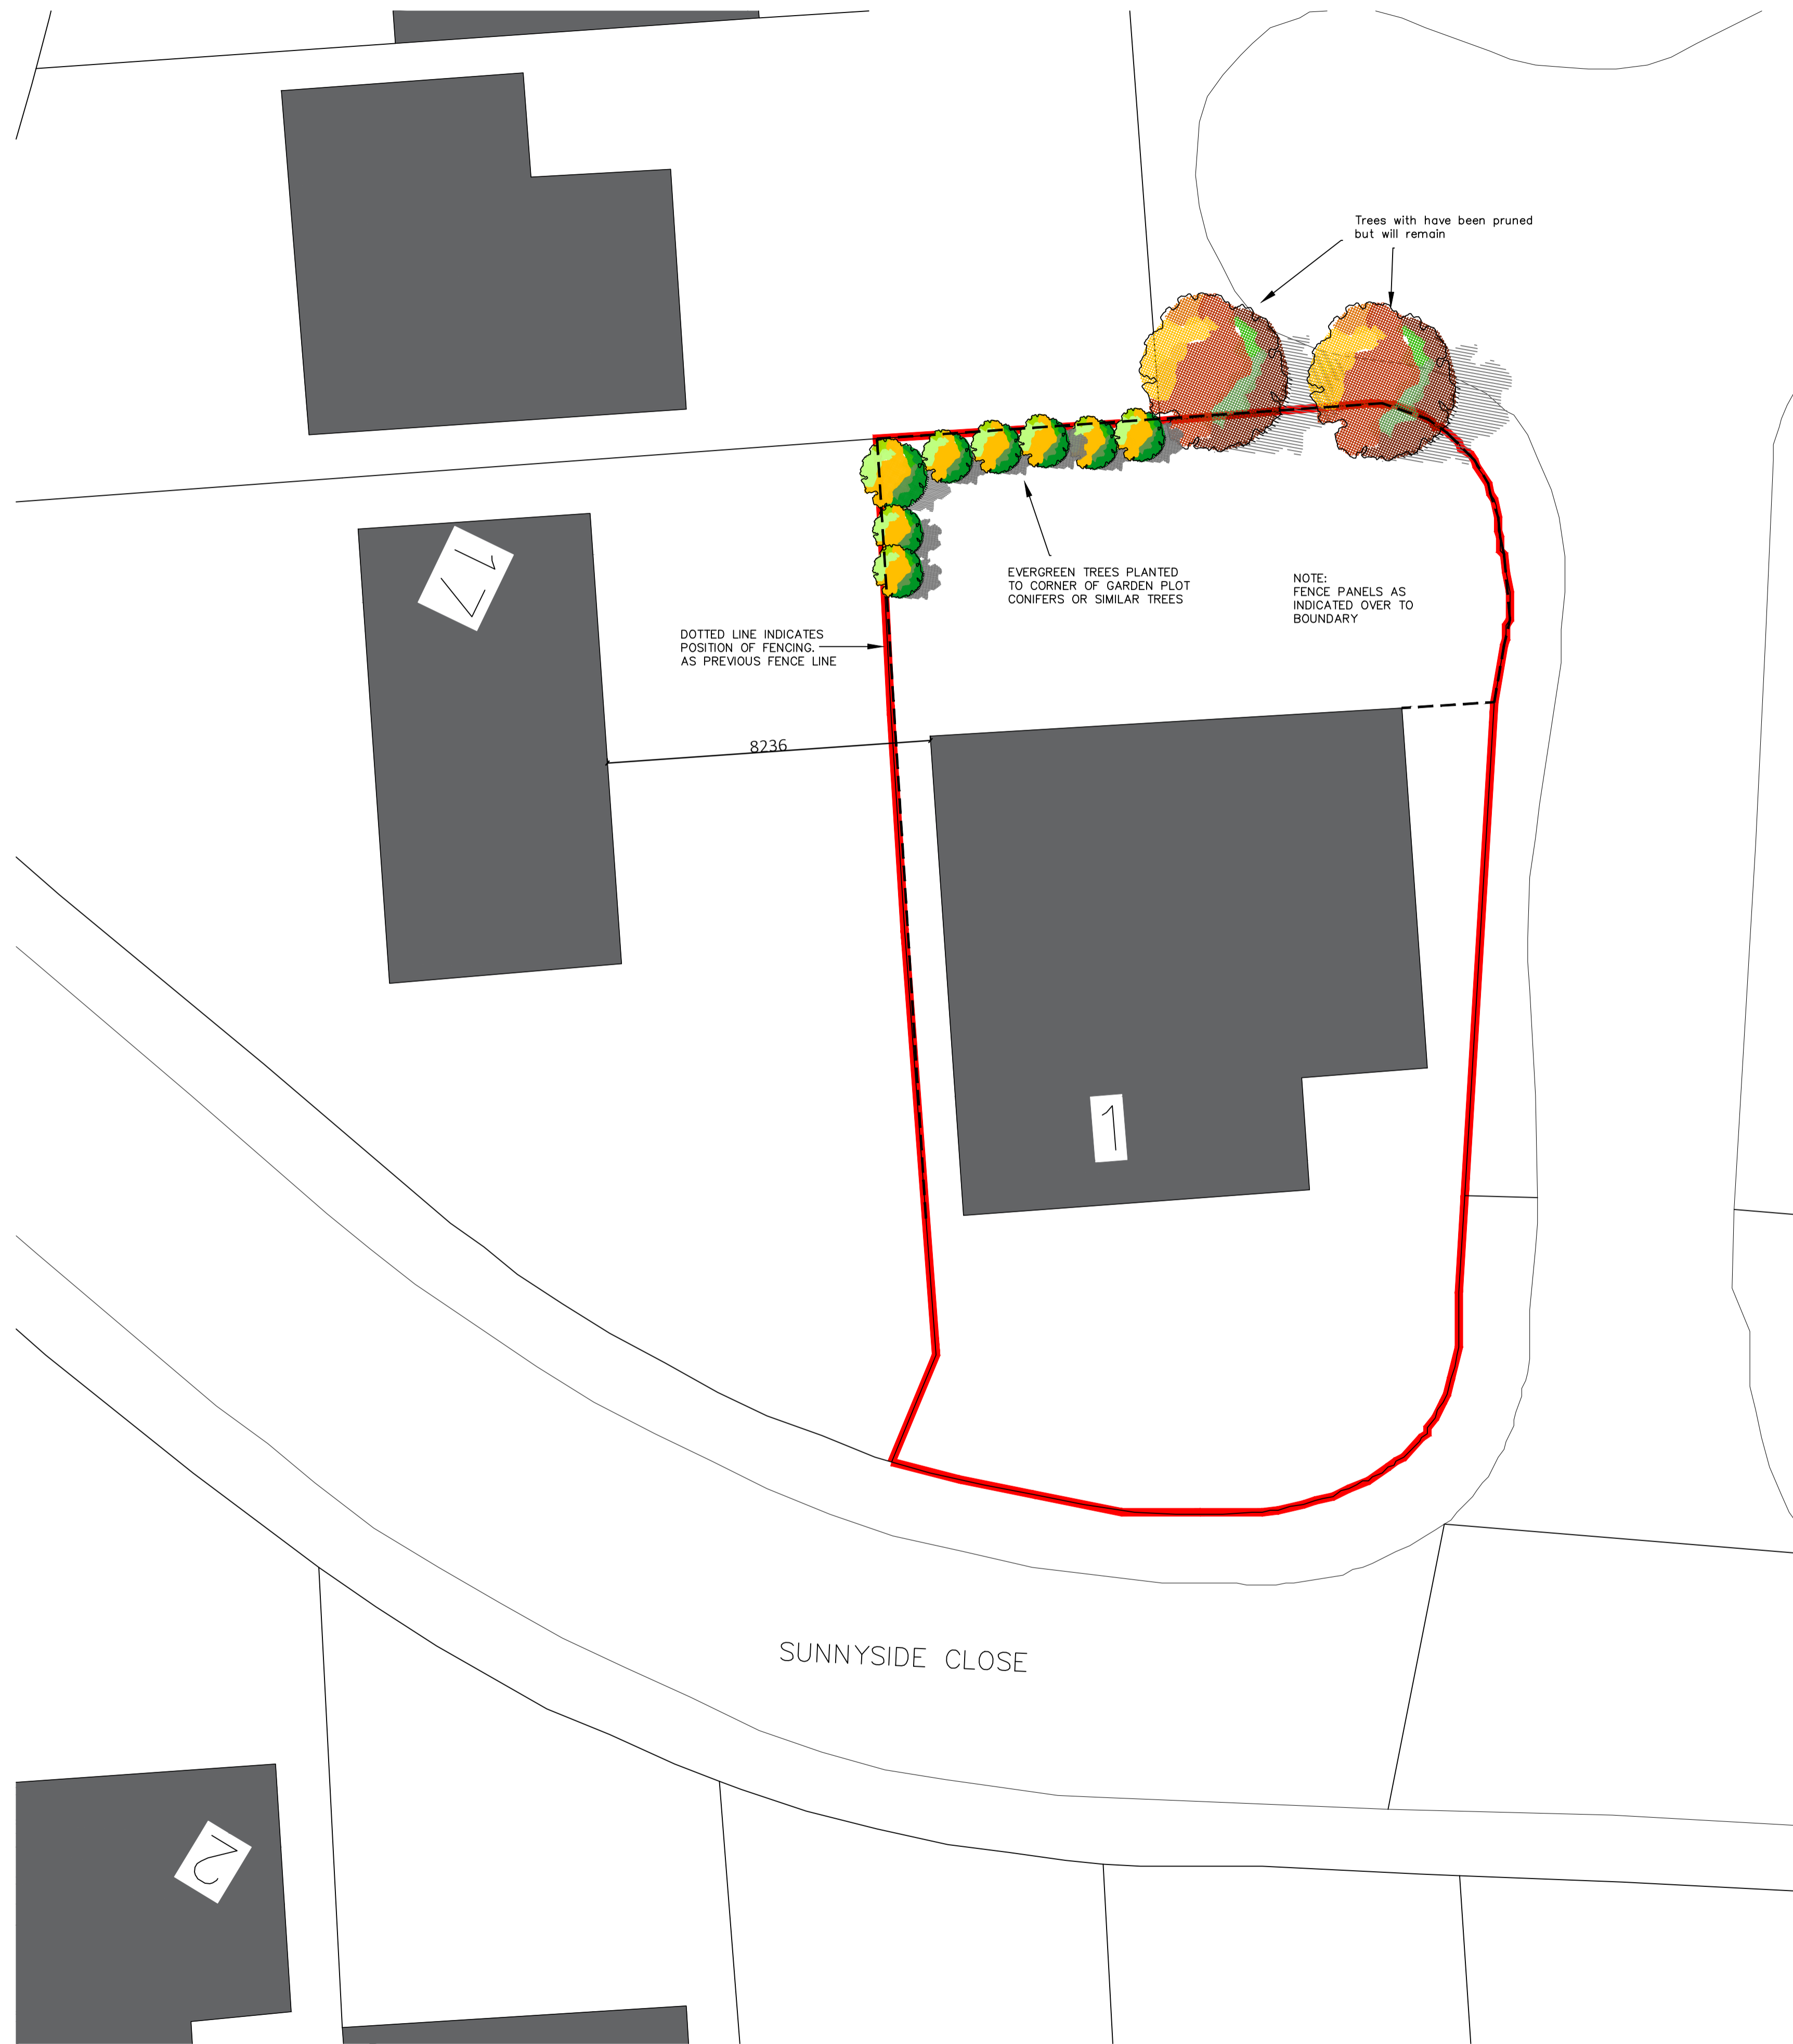 Trees with have been pruned
but will remain
EVERGREEN TREES PLANTED
TO CORNER OF GARDEN PLOT
CONIFERS OR SIMILAR TREES
NOTE:
FENCE PANELS AS
INDICATED OVER TO
BOUNDARY
17
DOTTED LINE INDICATES
POSITION OF FENCING.
AS PREVIOUS FENCE LINE
8236
1
SUNNYSIDE CLOSE
2